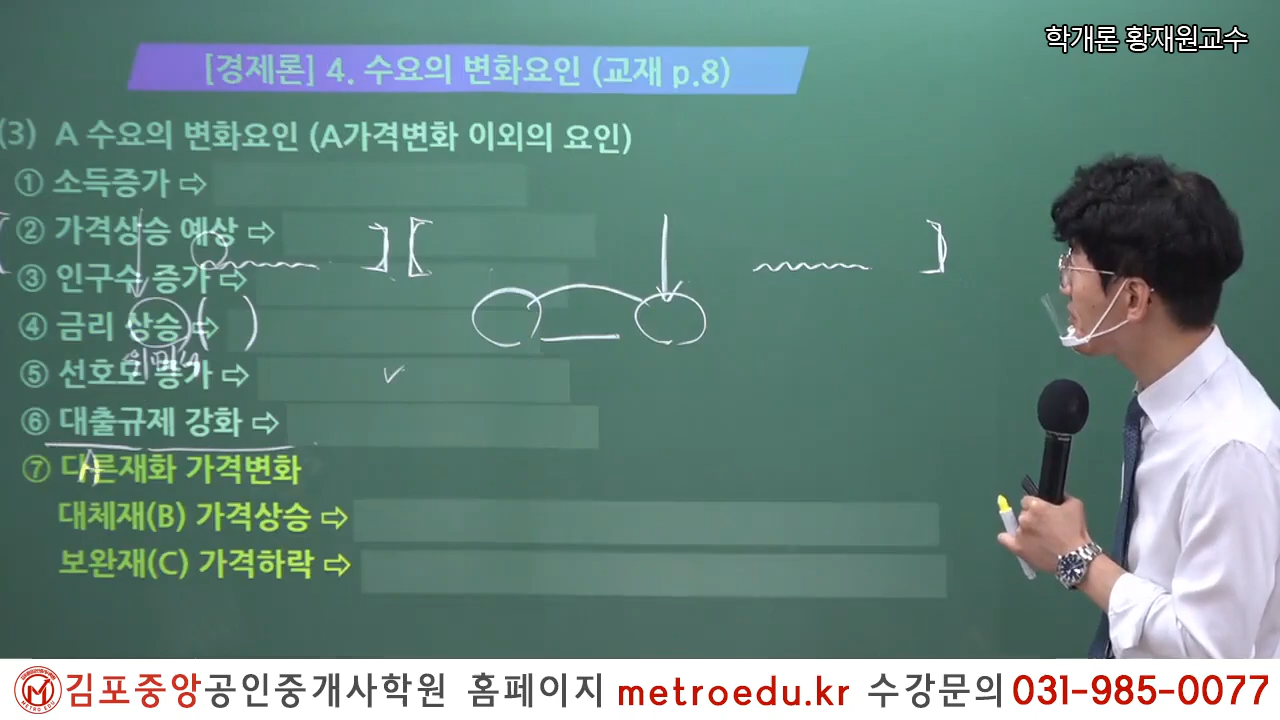 학개론 황재원교수
[경제론] 4. 수요의 변화요인 (교재 p.8)
(3) A 수요의 변화요인 (A가격변화 이외의 요인)
① 소득증가 ⇨
② 가격상승 예상 ⇨
③ 인구수 증가 ⇨
④ 금리 상승 ⇨ ( )
⑤ 선호도 증가 ⇨
⑥ 대출규제 강화 ⇨
A
⑦ 다른재화 가격변화
대체재(B) 가격상승 ⇨
보완재(C) 가격하락 ⇨
METRO EDU
김포중앙공인중개사학원 홈페이지 metroedu.kr 수강문의 031-985-0077